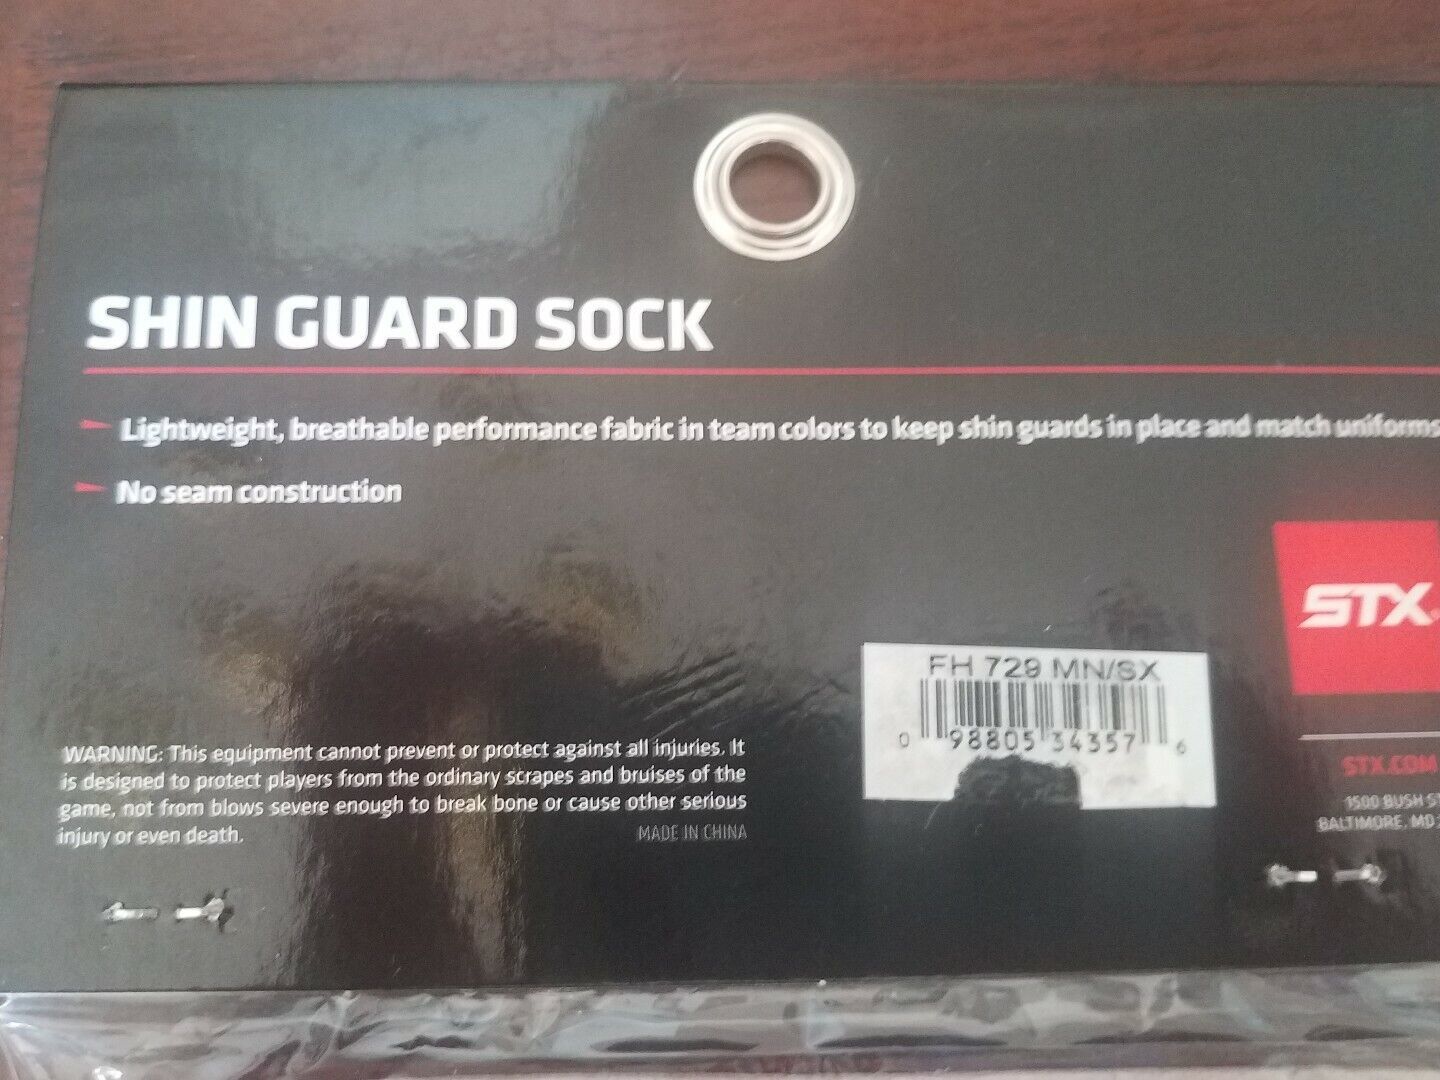 SHIN GUARD SOCK
Lightweight, breathable performance fabric in team colors to keep shin guards in place and match uniforms
No seam construction
STX
FH 729 MN/SX
0 98805 34357 6
WARNING: This equipment cannot prevent or protect against all injuries. It
is designed to protect players from the ordinary scrapes and bruises of the
game, not from blows severe enough to break bone or cause other serious
injury or even death.
MADE IN CHINA
STX.COM
1500 BUSH ST
BALTIMORE, MD